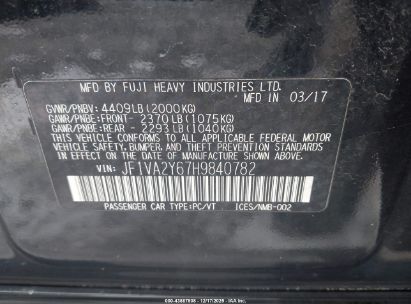 MFD BY FUJI HEAVY INDUSTRIES LTD.
MFD IN 03/17
GVWR/PNBV: 4409LB(2000KG)
GAWR/PNBE:FRONT- 2370LB(1075KG)
GAWR/PNBE:REAR - 2293LB(1040KG)
THIS VEHICLE CONFORMS TO ALL APPLICABLE FEDERAL MOTOR
VEHICLE SAFETY, BUMPER, AND THEFT PREVENTION STANDARDS
IN EFFECT ON THE DATE OF MANUFACTURE SHOWN ABOVE.
VIN: JF1VA2Y67H9840782
PASSENGER CAR TYPE:PC/VT ICES/NMB-002